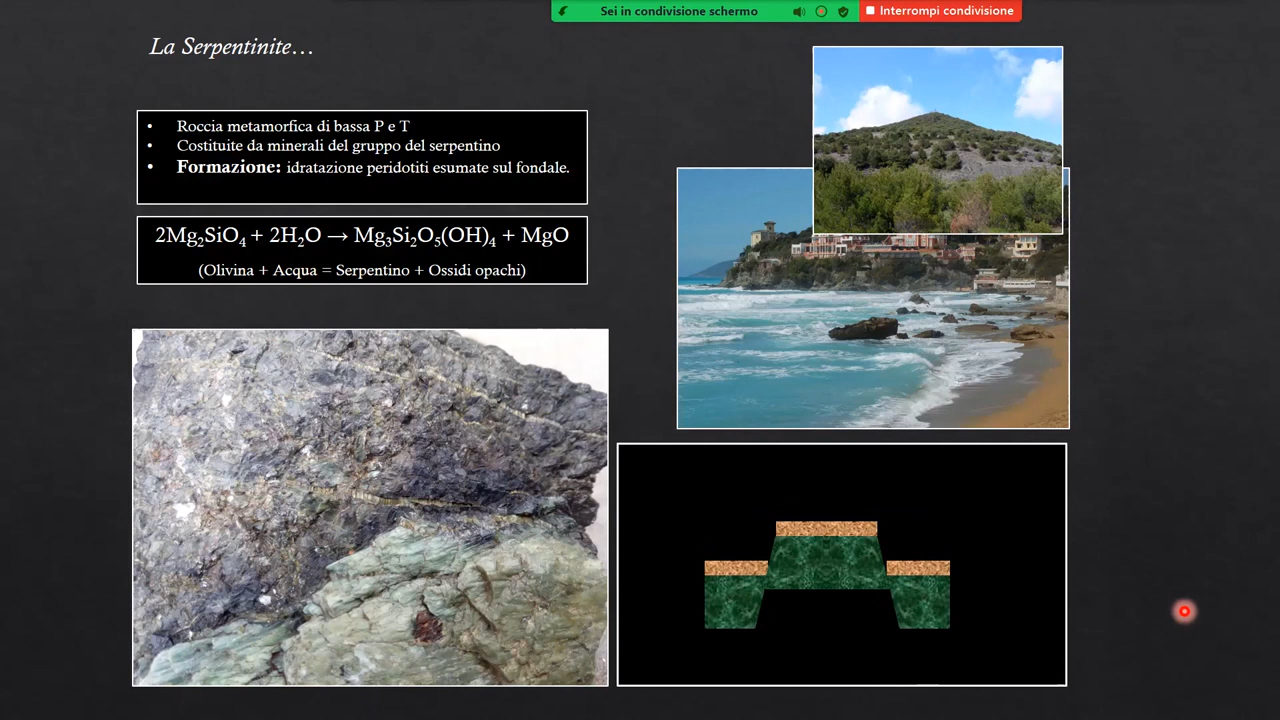 Sei in condivisione schermo
Interrompi condivisione
La Serpentinite…
• Roccia metamorfica di bassa P e T
• Costituite da minerali del gruppo del serpentino
• Formazione: idratazione peridotiti esumate sul fondale.
2Mg₂SiO₄ + 2H₂O → Mg₃Si₂O₅(OH)₄ + MgO
(Olivina + Acqua = Serpentino + Ossidi opachi)